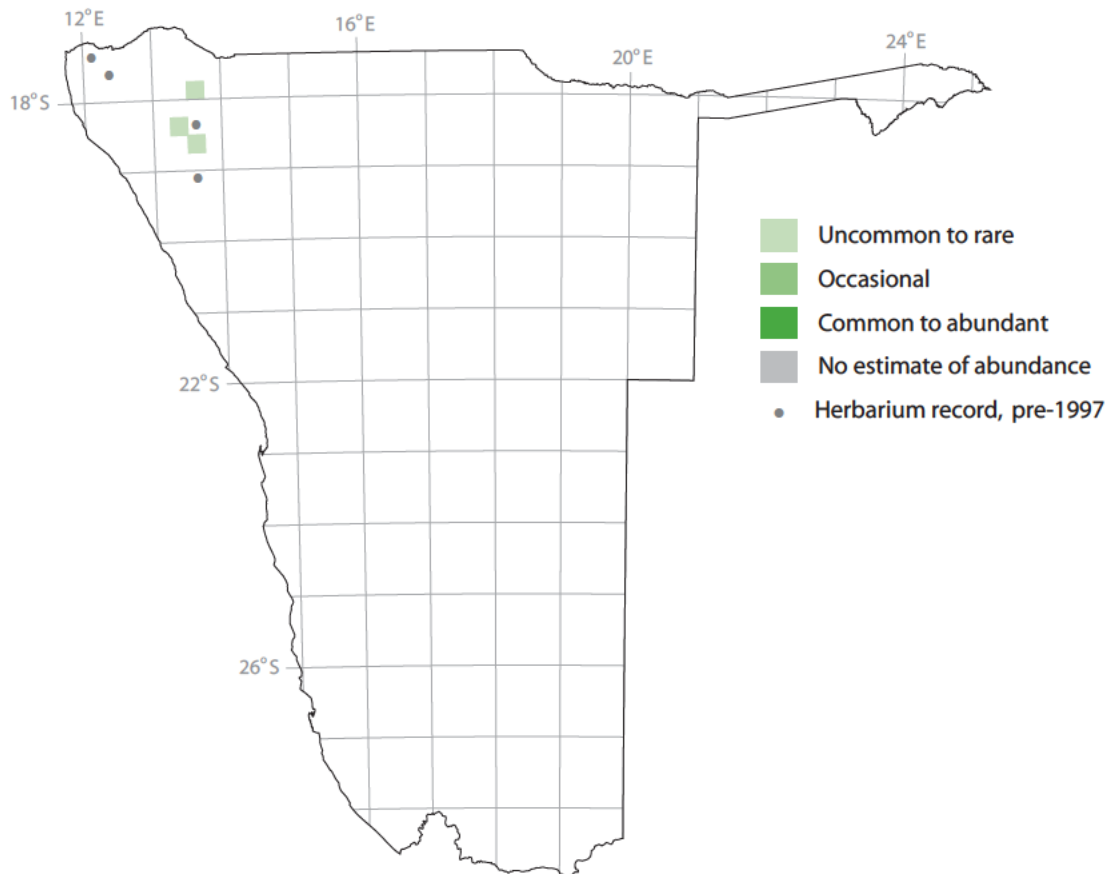 12°E
16°E
20°E
24°E
18°S
22°S
26°S
Uncommon to rare
Occasional
Common to abundant
No estimate of abundance
Herbarium record, pre-1997